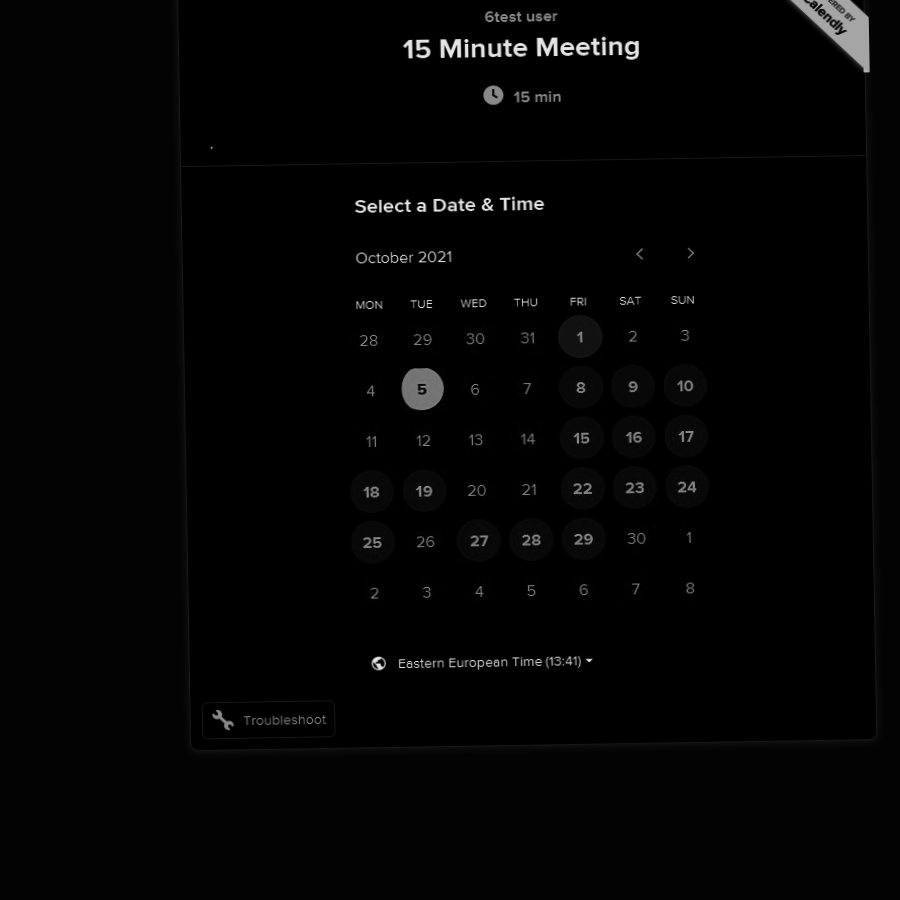 6test user
15 Minute Meeting
15 min
Select a Date & Time
October 2021
MON TUE WED THU FRI SAT SUN
28 29 30 31 1 2 3
4 5 6 7 8 9 10
11 12 13 14 15 16 17
18 19 20 21 22 23 24
25 26 27 28 29 30 1
2 3 4 5 6 7 8
Eastern European Time (13:41)
Troubleshoot